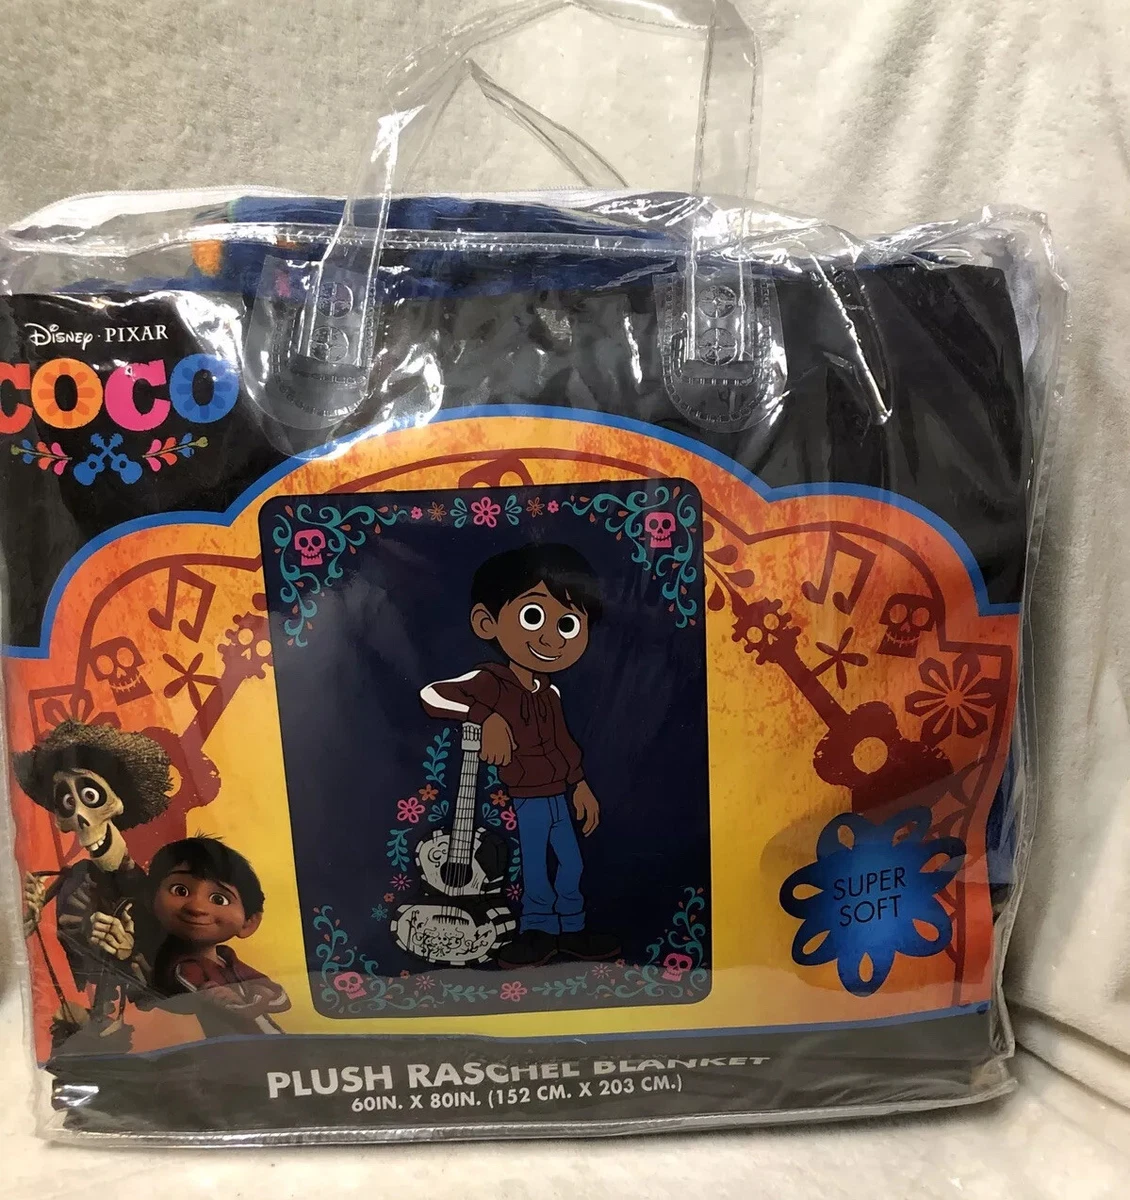 Disney · PIXAR
COCO
SUPER
SOFT
PLUSH RASCHEL BLANKET
60IN. X 80IN. (152 CM. X 203 CM.)